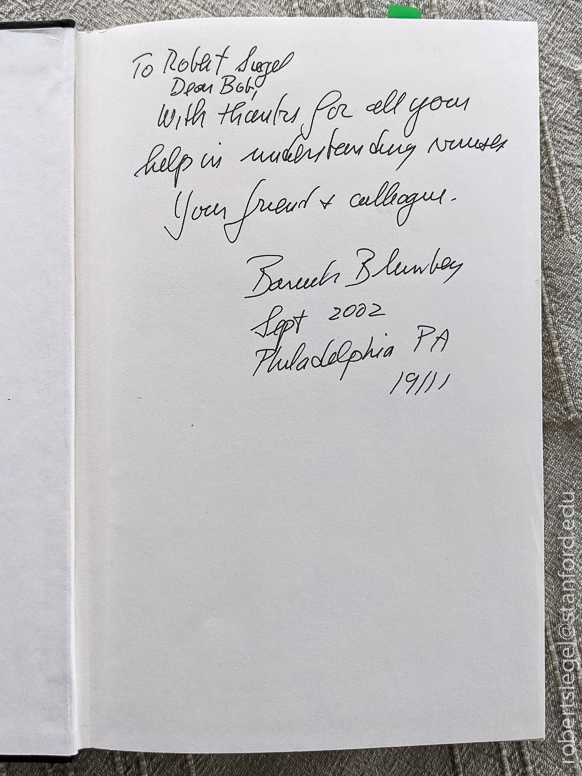 To Robert Siegel
Dear Bob,
With thanks for all your
help in understanding viruses
Your friend & colleague.
Baruch Blumberg
Sept 2002
Philadelphia PA
19111
robertsiegel@stanford.edu